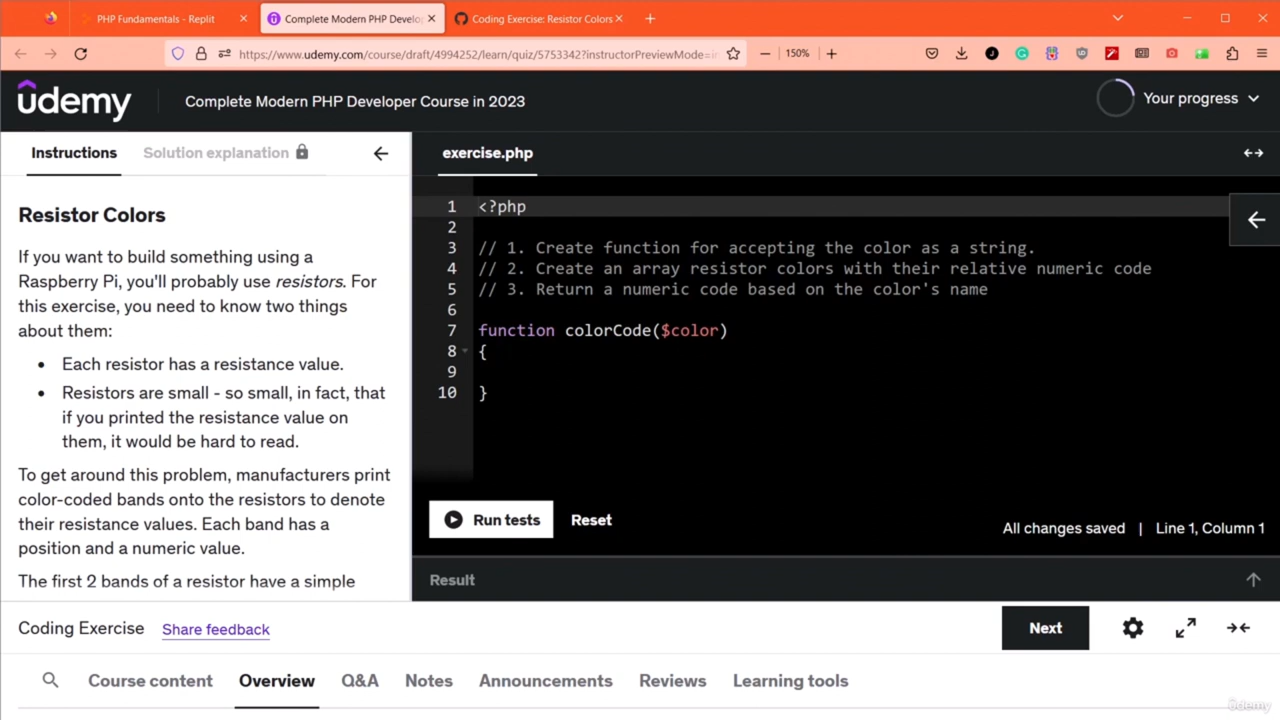 PHP Fundamentals - Replit
Complete Modern PHP Develo
Coding Exercise: Resistor Colors
https://www.udemy.com/course/draft/4994252/learn/quiz/5753342?instructorPreviewMode=in
150%
udemy
Complete Modern PHP Developer Course in 2023
Your progress
Instructions
Solution explanation
exercise.php
Resistor Colors
If you want to build something using a
Raspberry Pi, you'll probably use resistors. For
this exercise, you need to know two things
about them:
• Each resistor has a resistance value.
• Resistors are small - so small, in fact, that
if you printed the resistance value on
them, it would be hard to read.
To get around this problem, manufacturers print
color-coded bands onto the resistors to denote
their resistance values. Each band has a
position and a numeric value.
The first 2 bands of a resistor have a simple
1 <?php
2
3 // 1. Create function for accepting the color as a string.
4 // 2. Create an array resistor colors with their relative numeric code
5 // 3. Return a numeric code based on the color's name
6
7 function colorCode($color)
8 {
9
10 }
Run tests
Reset
All changes saved | Line 1, Column 1
Result
Coding Exercise
Share feedback
Next
Course content
Overview
Q&A
Notes
Announcements
Reviews
Learning tools
udemy